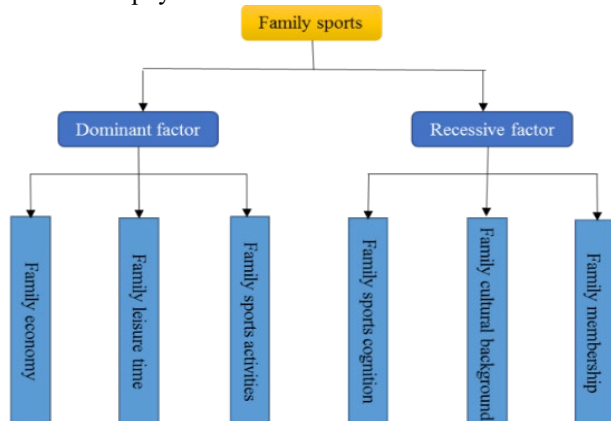 Family sports
Dominant factor
Recessive factor
Family economy
Family leisure time
Family sports activities
Family sports cognition
Family cultural background
Family membership